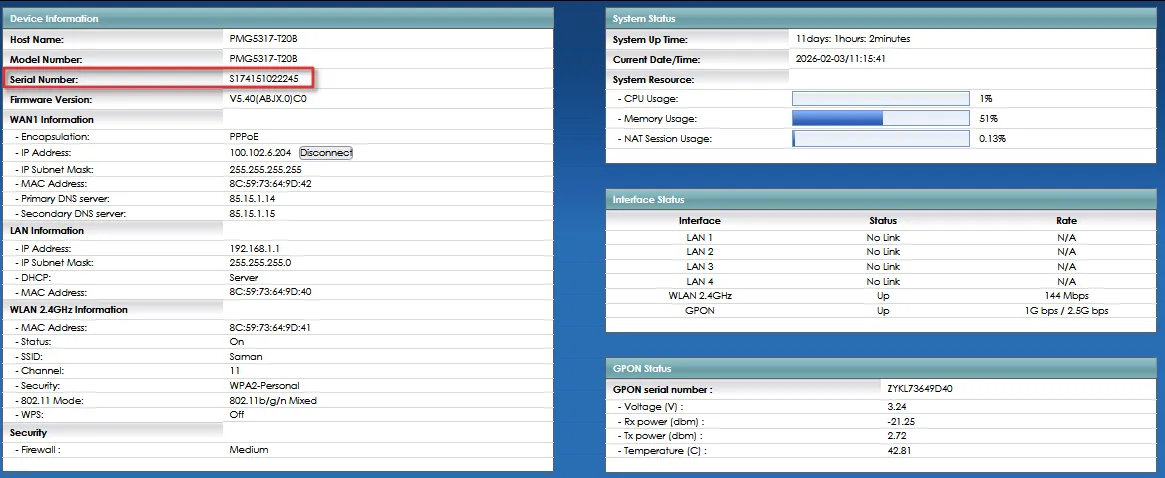 Device Information
Host Name: PMG5317-T20B
Model Number: PMG5317-T20B
Serial Number: S174151022245
Firmware Version: V5.40(ABJX.0)C0
WAN1 Information
- Encapsulation: PPPoE
- IP Address: 100.102.6.204 Disconnect
- IP Subnet Mask: 255.255.255.255
- MAC Address: 8C:59:73:64:9D:42
- Primary DNS server: 85.15.1.14
- Secondary DNS server: 85.15.1.15
LAN Information
- IP Address: 192.168.1.1
- IP Subnet Mask: 255.255.255.0
- DHCP: Server
- MAC Address: 8C:59:73:64:9D:40
WLAN 2.4GHz Information
- MAC Address: 8C:59:73:64:9D:41
- Status: On
- SSID: Saman
- Channel: 11
- Security: WPA2-Personal
- 802.11 Mode: 802.11b/g/n Mixed
- WPS: Off
Security
- Firewall : Medium
System Status
System Up Time: 11days: 1hours: 2minutes
Current Date/Time: 2026-02-03/11:15:41
System Resource:
- CPU Usage: 1%
- Memory Usage: 51%
- NAT Session Usage: 0.13%
Interface Status
Interface Status Rate
LAN 1 No Link N/A
LAN 2 No Link N/A
LAN 3 No Link N/A
LAN 4 No Link N/A
WLAN 2.4GHz Up 144 Mbps
GPON Up 1G bps / 2.5G bps
GPON Status
GPON serial number : ZYKL73649D40
- Voltage (V) : 3.24
- Rx power (dbm) : -21.25
- Tx power (dbm) : 2.72
- Temperature (C) : 42.81